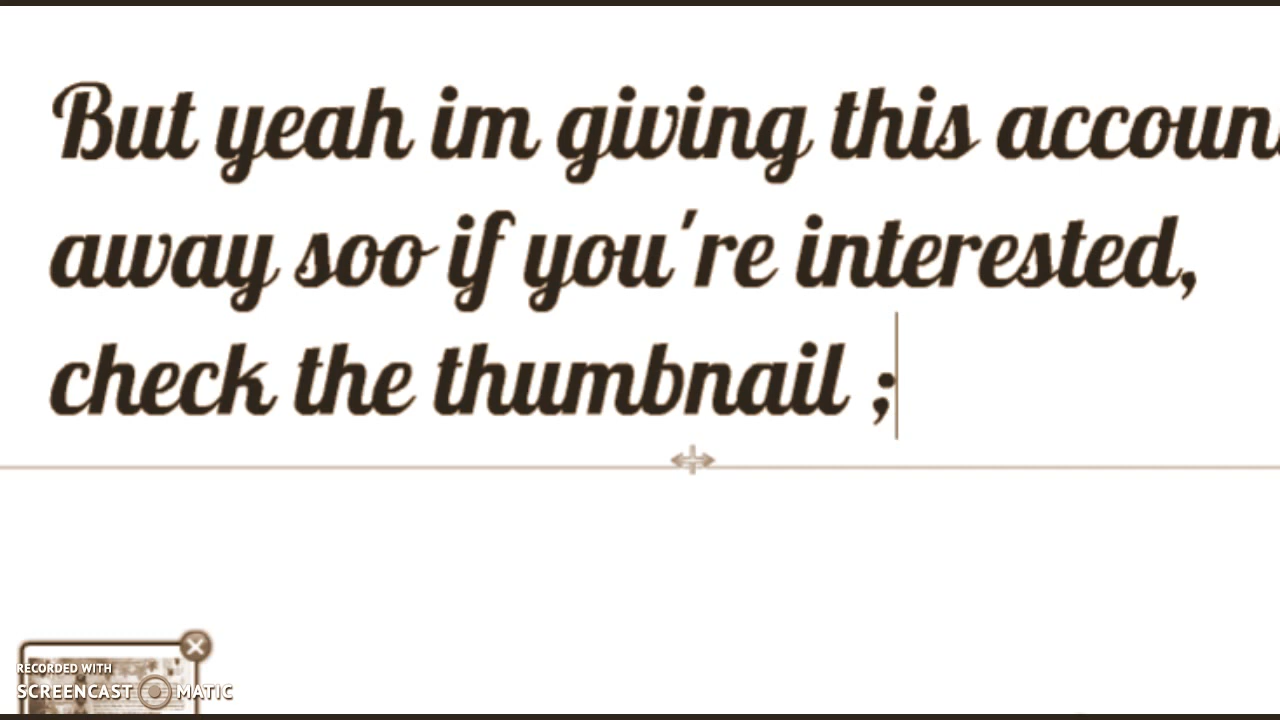 But yeah im giving this accoun
away soo if you're interested,
check the thumbnail ;
RECORDED WITH
SCREENCAST O MATIC